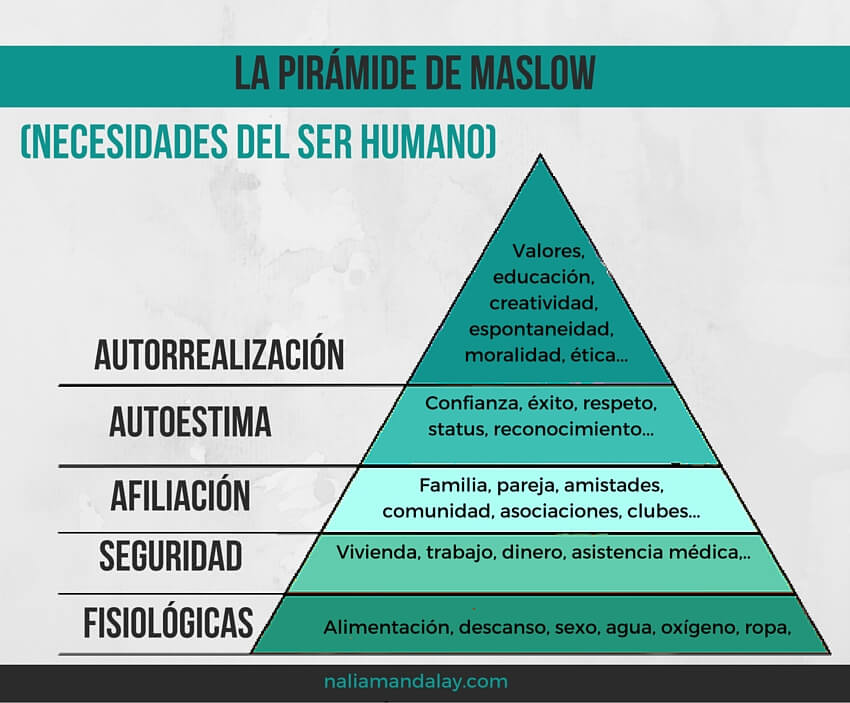 LA PIRÁMIDE DE MASLOW
(NECESIDADES DEL SER HUMANO)
Valores,
educación,
creatividad,
espontaneidad,
moralidad, ética...
AUTORREALIZACIÓN
Confianza, éxito, respeto,
status, reconocimiento...
AUTOESTIMA
Familia, pareja, amistades,
comunidad, asociaciones, clubes...
AFILIACIÓN
Vivienda, trabajo, dinero, asistencia médica,..
SEGURIDAD
Alimentación, descanso, sexo, agua, oxígeno, ropa,
FISIOLÓGICAS
naliamandalay.com